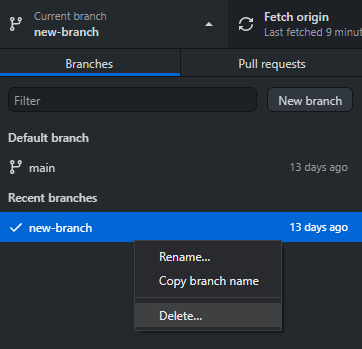 Current branch
new-branch
Fetch origin
Last fetched 9 minut
Branches
Pull requests
Filter
New branch
Default branch
main
13 days ago
Recent branches
new-branch
13 days ago
Rename...
Copy branch name
Delete...